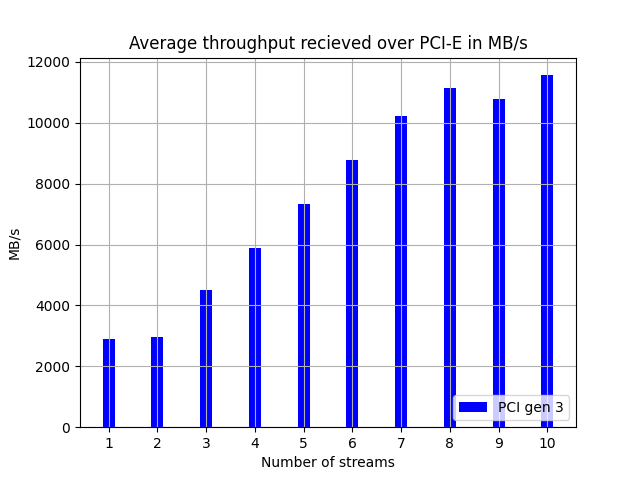 Average throughput recieved over PCI-E in MB/s
12000
10000
8000
6000
4000
2000
0
MB/s
PCI gen 3
1 2 3 4 5 6 7 8 9 10
Number of streams